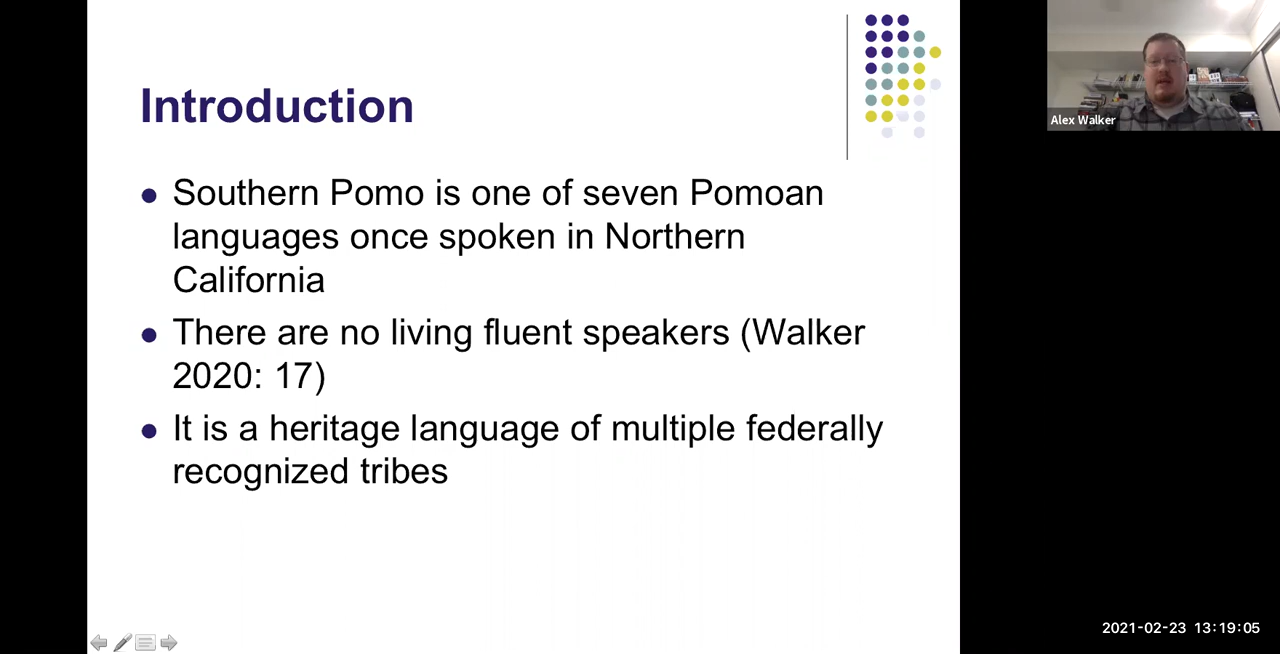 Introduction
Southern Pomo is one of seven Pomoan
languages once spoken in Northern
California
There are no living fluent speakers (Walker
2020: 17)
It is a heritage language of multiple federally
recognized tribes
Alex Walker
2021-02-23 13:19:05